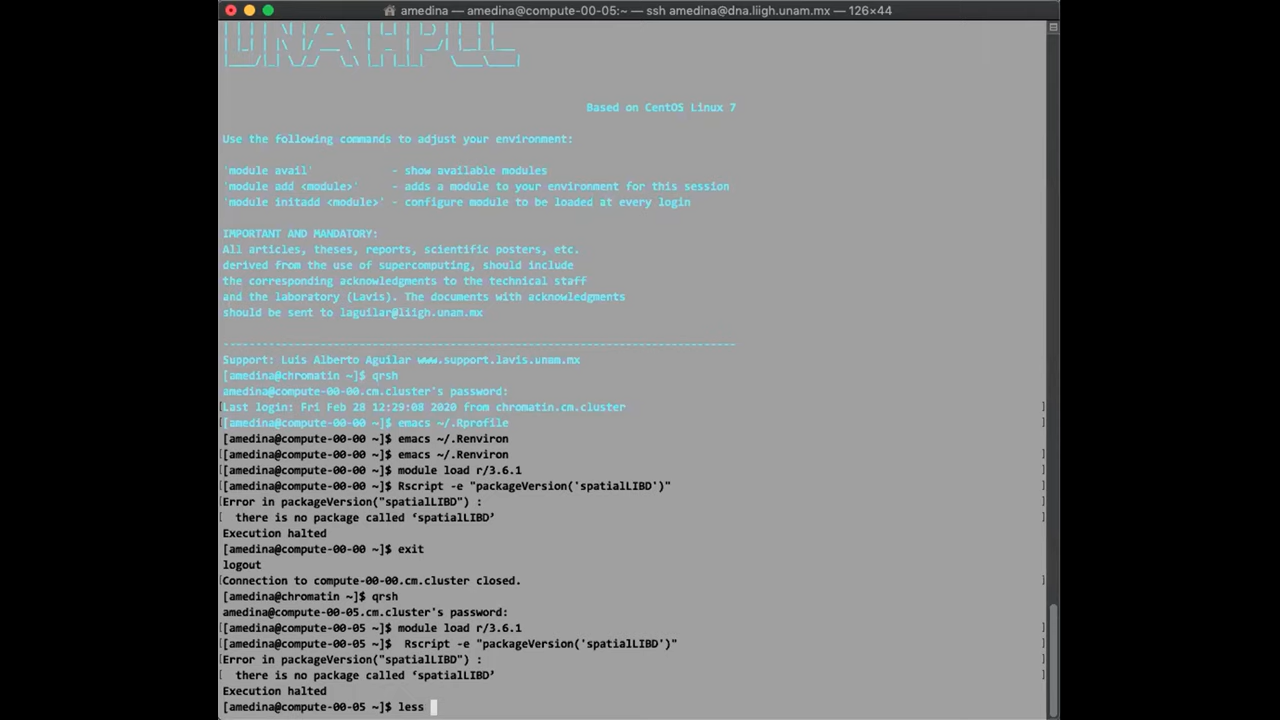 amedina — amedina@compute-00-05:~ — ssh amedina@dna.liigh.unam.mx — 126×44
Based on CentOS Linux 7
Use the following commands to adjust your environment:
'module avail' - show available modules
'module add <module>' - adds a module to your environment for this session
'module initadd <module>' - configure module to be loaded at every login
IMPORTANT AND MANDATORY:
All articles, theses, reports, scientific posters, etc.
derived from the use of supercomputing, should include
the corresponding acknowledgments to the technical staff
and the laboratory (Lavis). The documents with acknowledgments
should be sent to laguilar@liigh.unam.mx
--------------------------------------------------------------------------------
Support: Luis Alberto Aguilar www.support.lavis.unam.mx
[amedina@chromatin ~]$ qrsh
amedina@compute-00-00.cm.cluster's password:
Last login: Fri Feb 28 12:29:08 2020 from chromatin.cm.cluster
[amedina@compute-00-00 ~]$ emacs ~/.Rprofile
[amedina@compute-00-00 ~]$ emacs ~/.Renviron
[amedina@compute-00-00 ~]$ emacs ~/.Renviron
[amedina@compute-00-00 ~]$ module load r/3.6.1
[amedina@compute-00-00 ~]$ Rscript -e "packageVersion('spatialLIBD')"
Error in packageVersion("spatialLIBD") :
there is no package called ‘spatialLIBD’
Execution halted
[amedina@compute-00-00 ~]$ exit
logout
Connection to compute-00-00.cm.cluster closed.
[amedina@chromatin ~]$ qrsh
amedina@compute-00-05.cm.cluster's password:
[amedina@compute-00-05 ~]$ module load r/3.6.1
[amedina@compute-00-05 ~]$  Rscript -e "packageVersion('spatialLIBD')"
Error in packageVersion("spatialLIBD") :
there is no package called ‘spatialLIBD’
Execution halted
[amedina@compute-00-05 ~]$ less